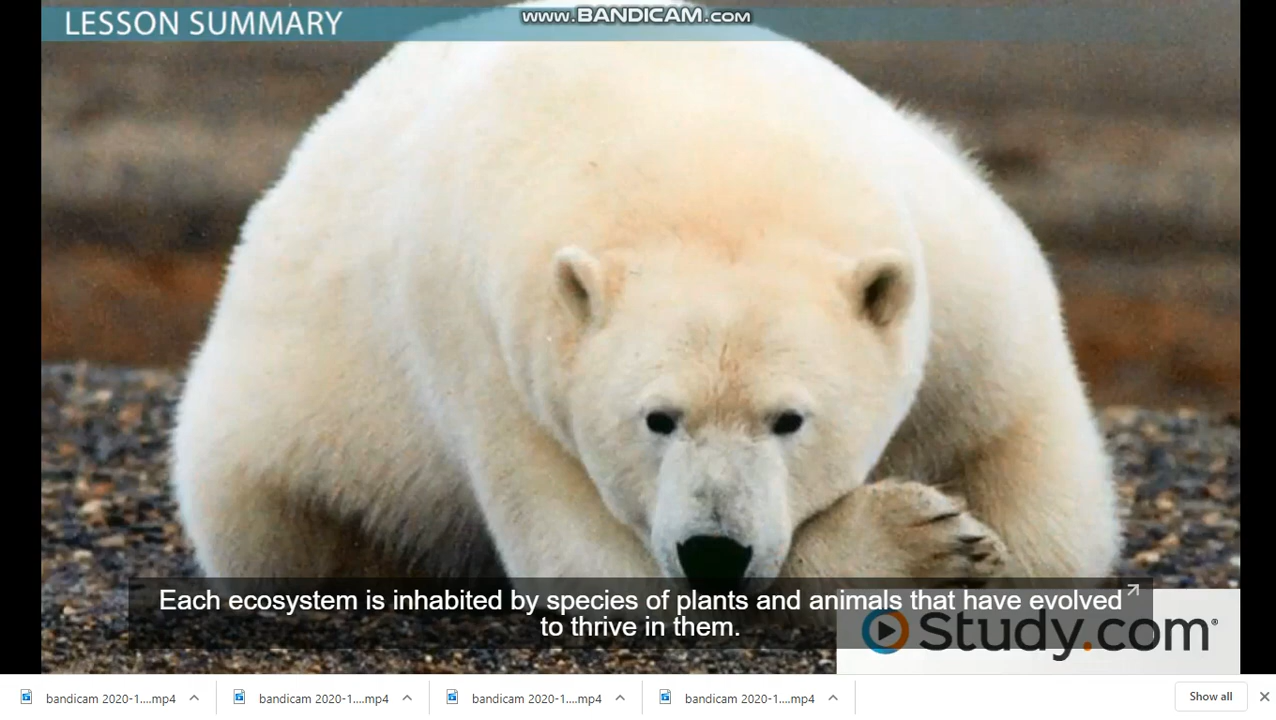 www.BANDICAM.com
LESSON SUMMARY
Each ecosystem is inhabited by species of plants and animals that have evolved
to thrive in them.
Study.com®
bandicam 2020-1....mp4
bandicam 2020-1....mp4
bandicam 2020-1....mp4
bandicam 2020-1....mp4
Show all